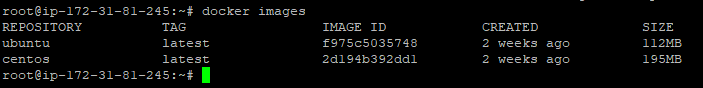 root@ip-172-31-81-245:~# docker images
REPOSITORY TAG IMAGE ID CREATED SIZE
ubuntu latest f975c5035748 2 weeks ago 112MB
centos latest 2d194b392dd1 2 weeks ago 195MB
root@ip-172-31-81-245:~#